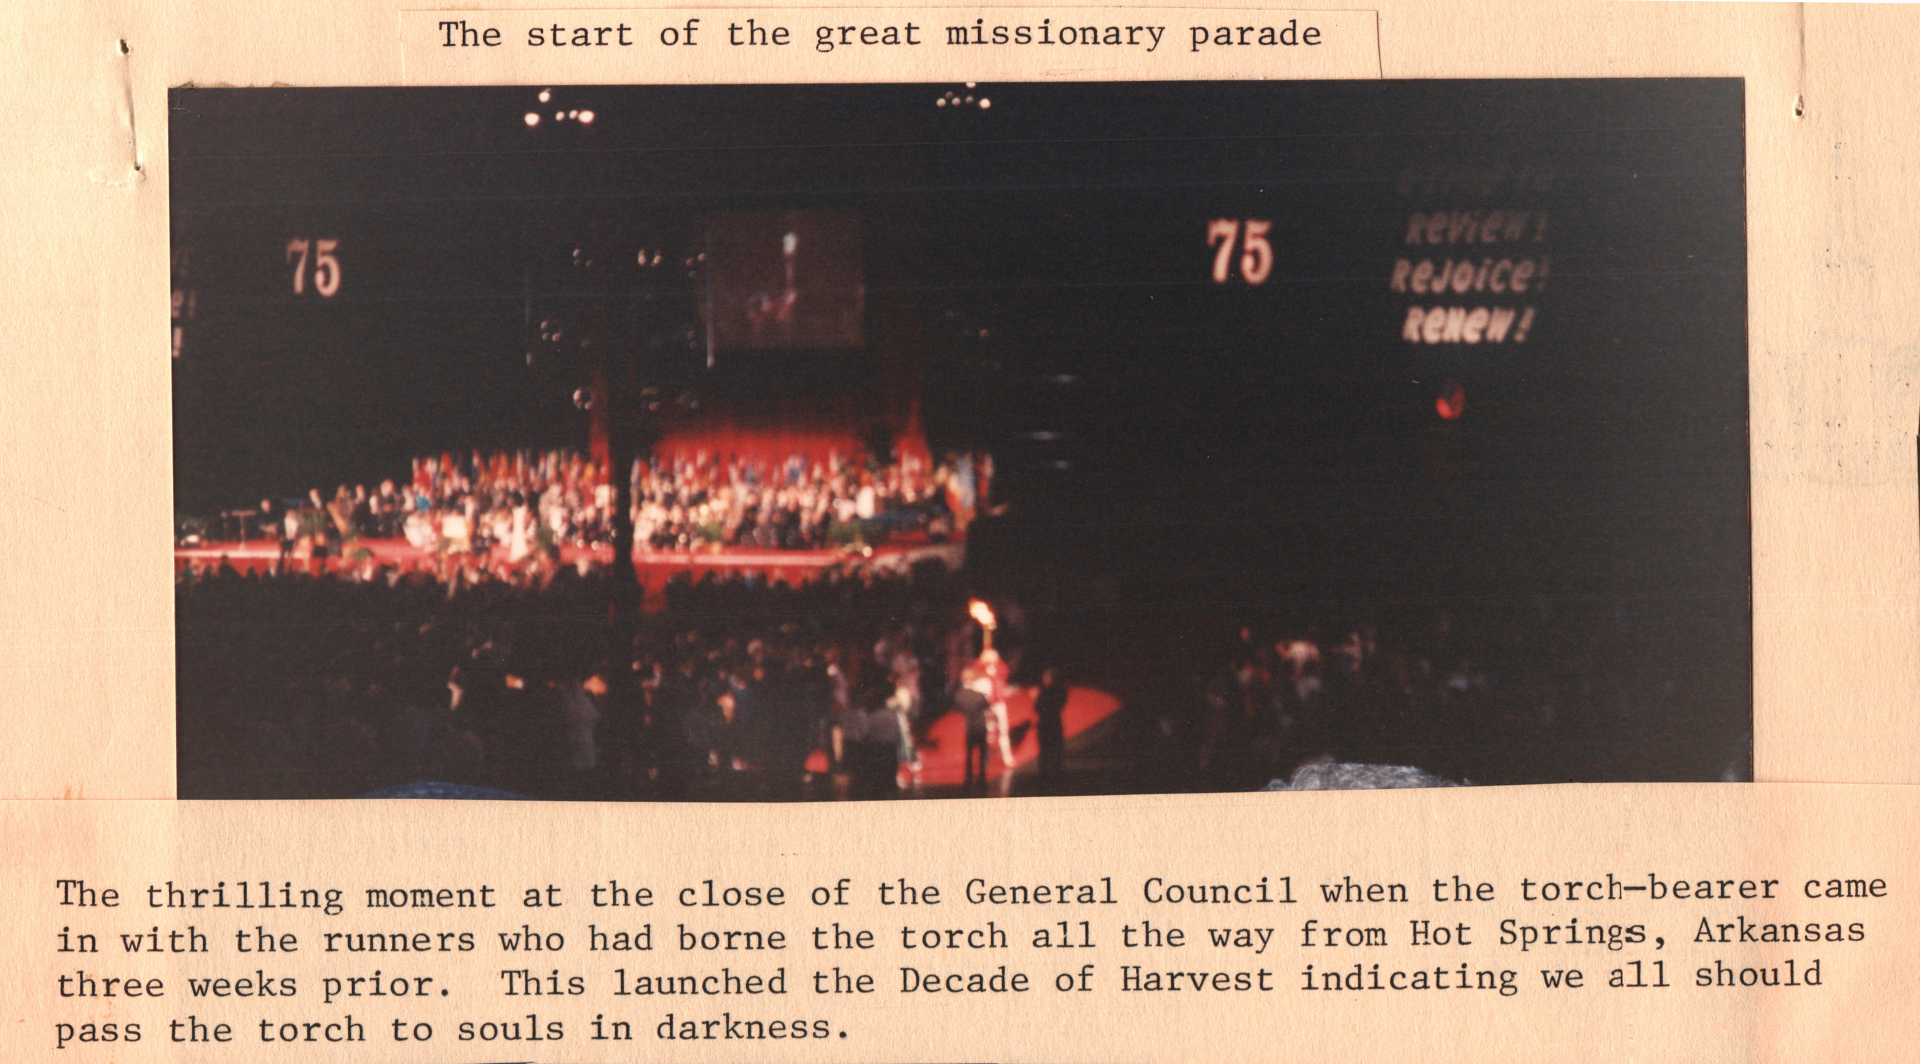 The start of the great missionary parade
75
75
Review!
Rejoice!
Renew!
e!
!
The thrilling moment at the close of the General Council when the torch-bearer came
in with the runners who had borne the torch all the way from Hot Springs, Arkansas
three weeks prior.  This launched the Decade of Harvest indicating we all should
pass the torch to souls in darkness.